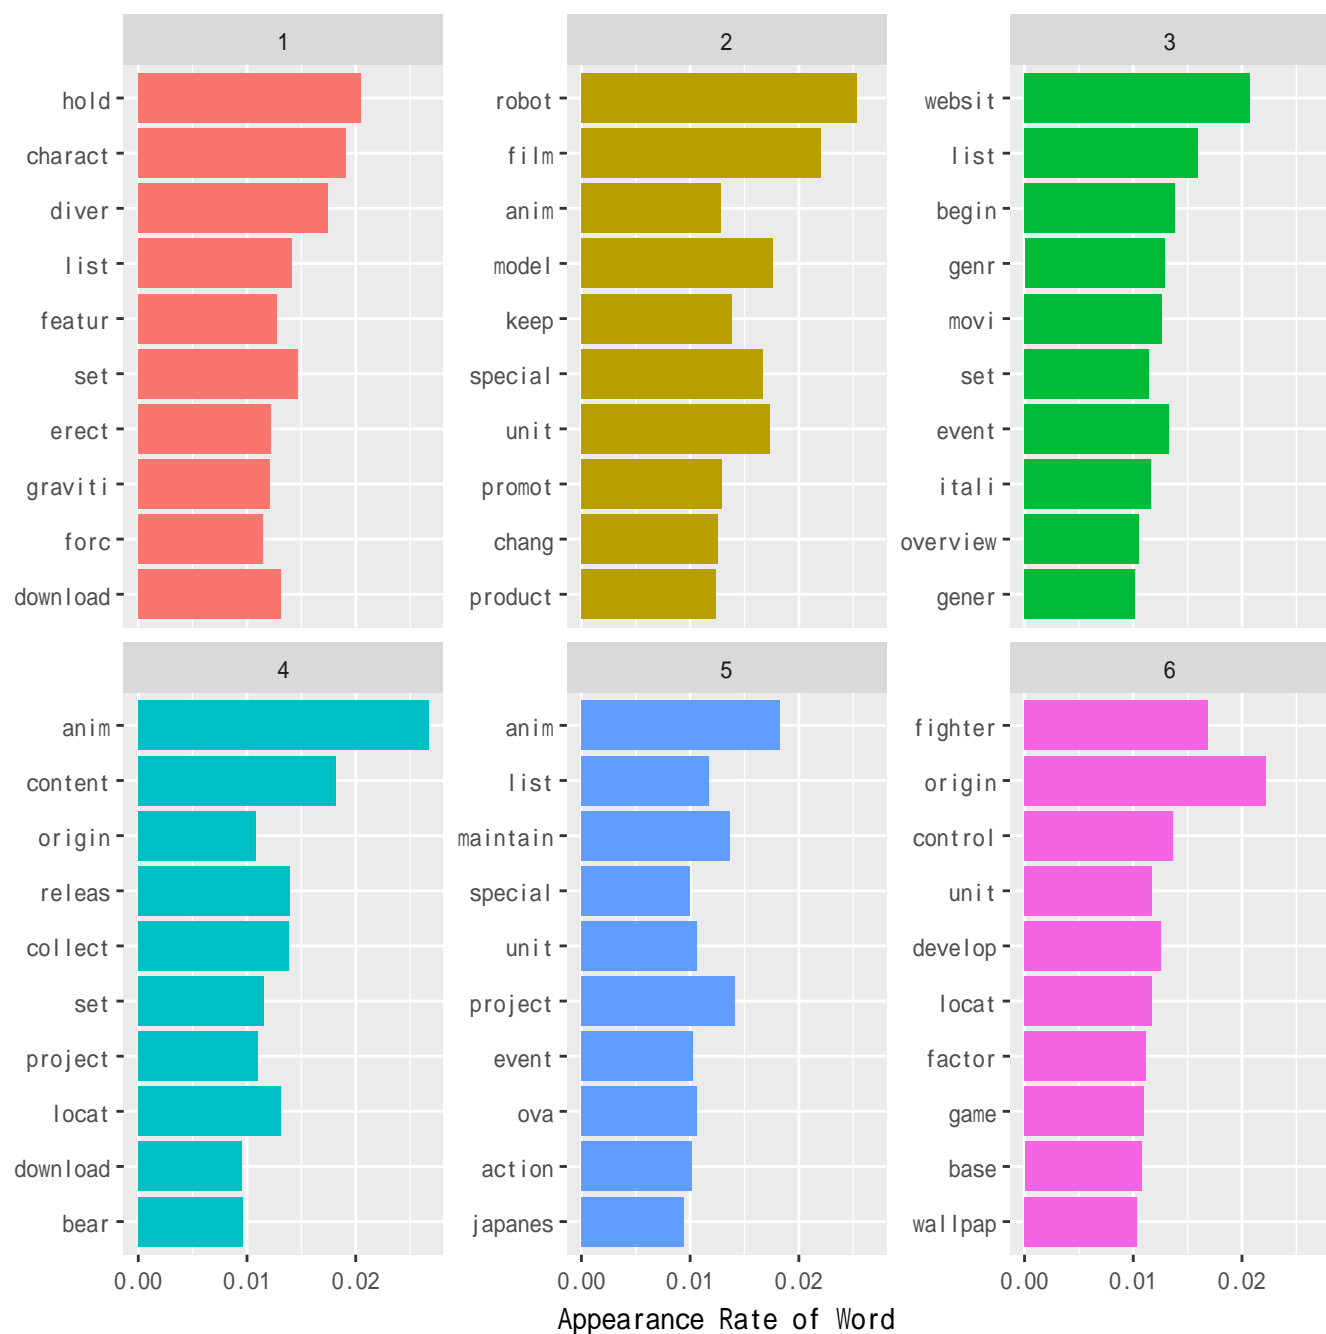 1
hold
charact
diver
list
featur
set
erect
graviti
forc
download
2
robot
film
anim
model
keep
special
unit
promot
chang
product
3
websit
list
begin
genr
movi
set
event
itali
overview
gener
4
anim
content
origin
releas
collect
set
project
locat
download
bear
0.00 0.01 0.02
5
anim
list
maintain
special
unit
project
event
ova
action
japanes
0.00 0.01 0.02
6
fighter
origin
control
unit
develop
locat
factor
game
base
wallpap
0.00 0.01 0.02
Appearance Rate of Word